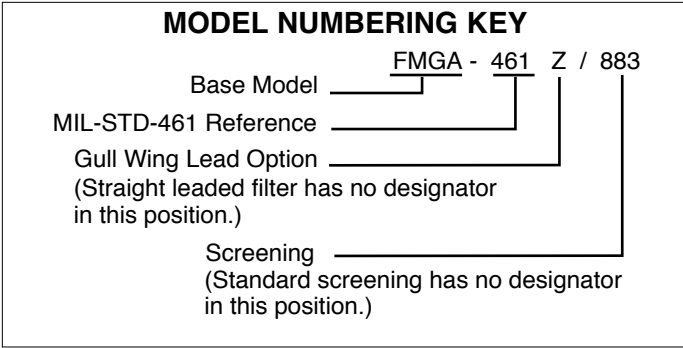 MODEL NUMBERING KEY
FMGA - 461 Z / 883
Base Model
MIL-STD-461 Reference
Gull Wing Lead Option
(Straight leaded filter has no designator
in this position.)
Screening
(Standard screening has no designator
in this position.)